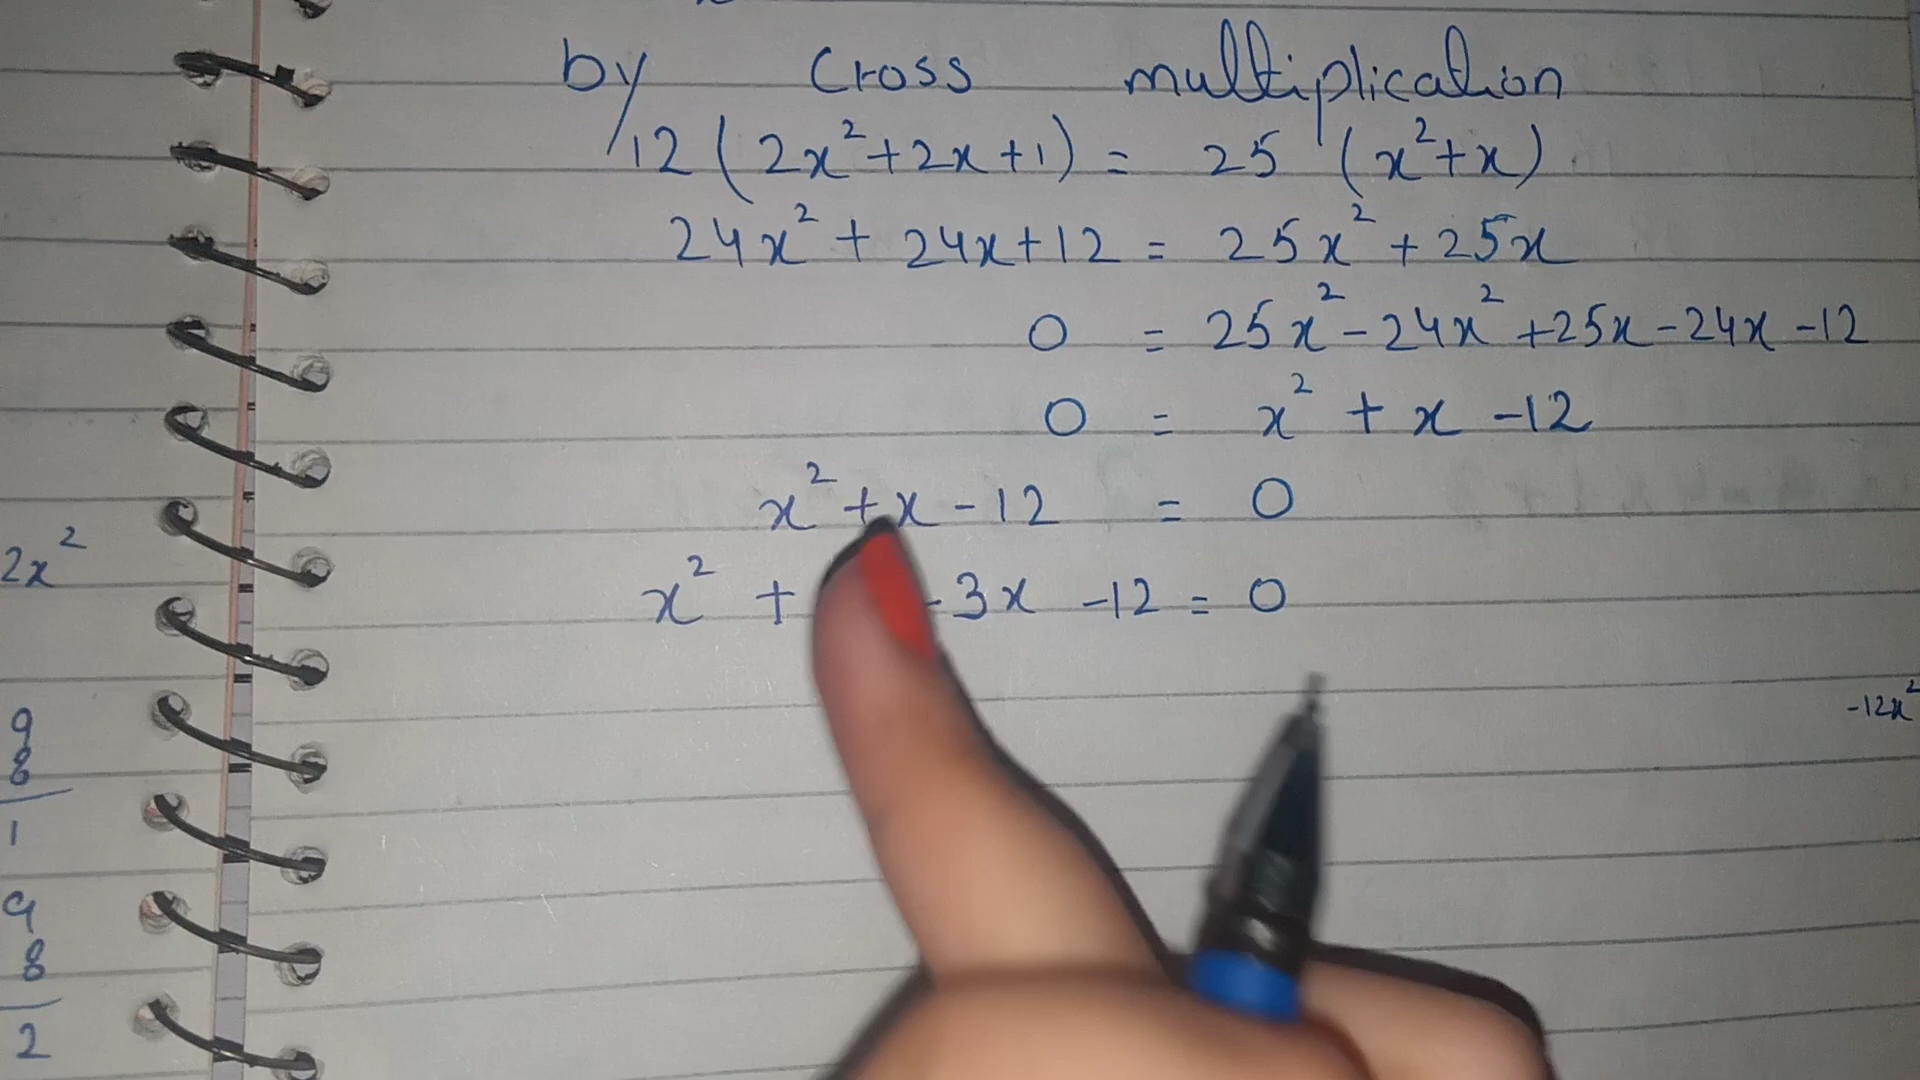 by cross multiplication
12 (2x²+2x+1) = 25 (x²+x)
24x² + 24x+12 = 25x² + 25x
0 = 25x² - 24x² +25x - 24x - 12
0 = x² + x - 12
x² + x - 12 = 0
x² + - 3x - 12 = 0
2x²
-12x²
9
8
1
9
8
2